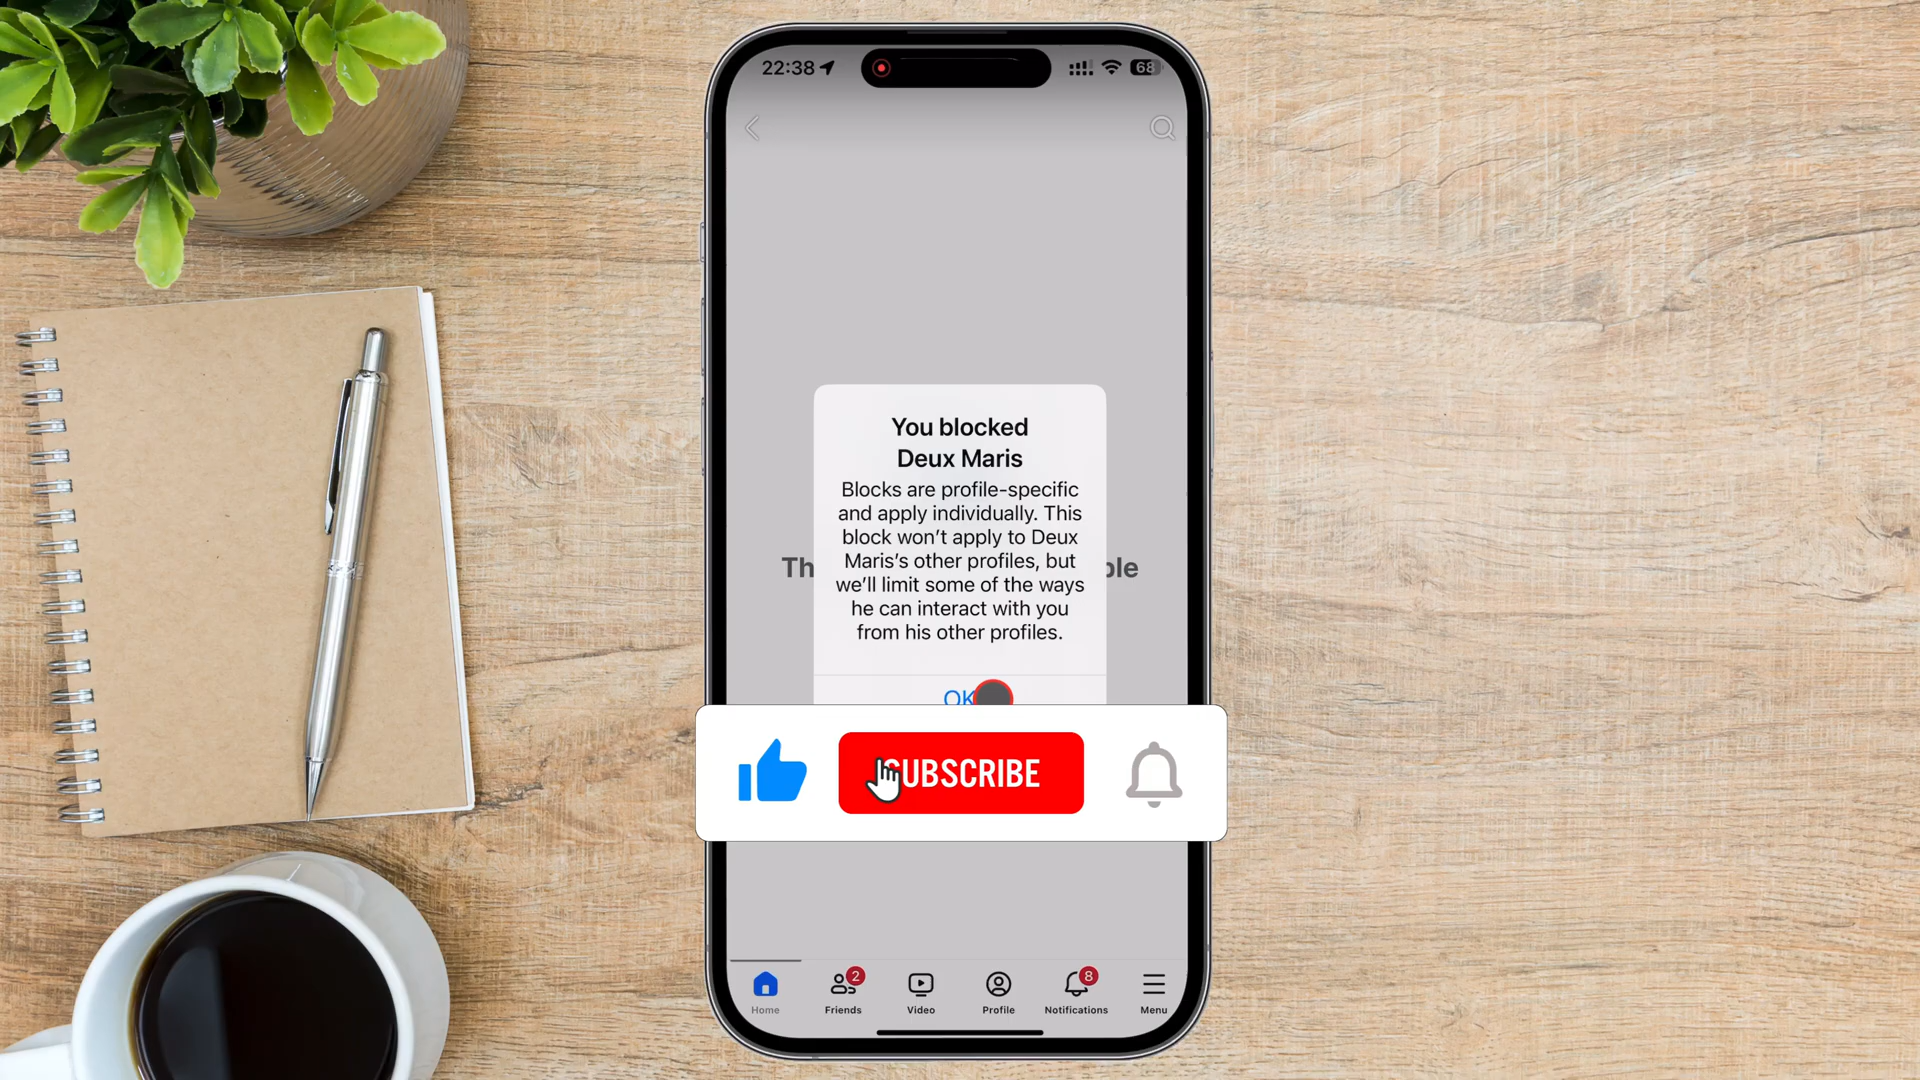 22:38
68
You blocked
Deux Maris
Blocks are profile-specific
and apply individually. This
block won't apply to Deux
Maris's other profiles, but
we'll limit some of the ways
he can interact with you
from his other profiles.
OK
SUBSCRIBE
2
8
Home
Friends
Video
Profile
Notifications
Menu